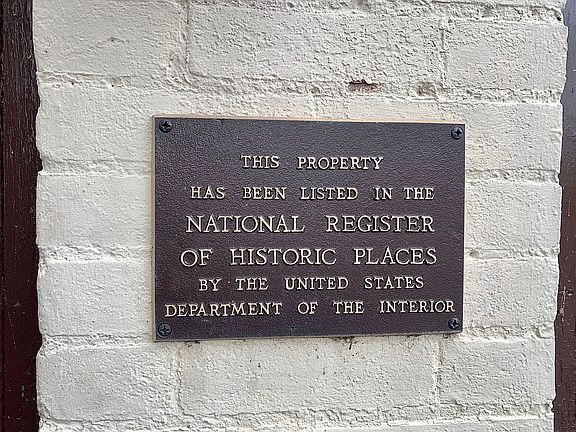 THIS PROPERTY
HAS BEEN LISTED IN THE
NATIONAL REGISTER
OF HISTORIC PLACES
BY THE UNITED STATES
DEPARTMENT OF THE INTERIOR